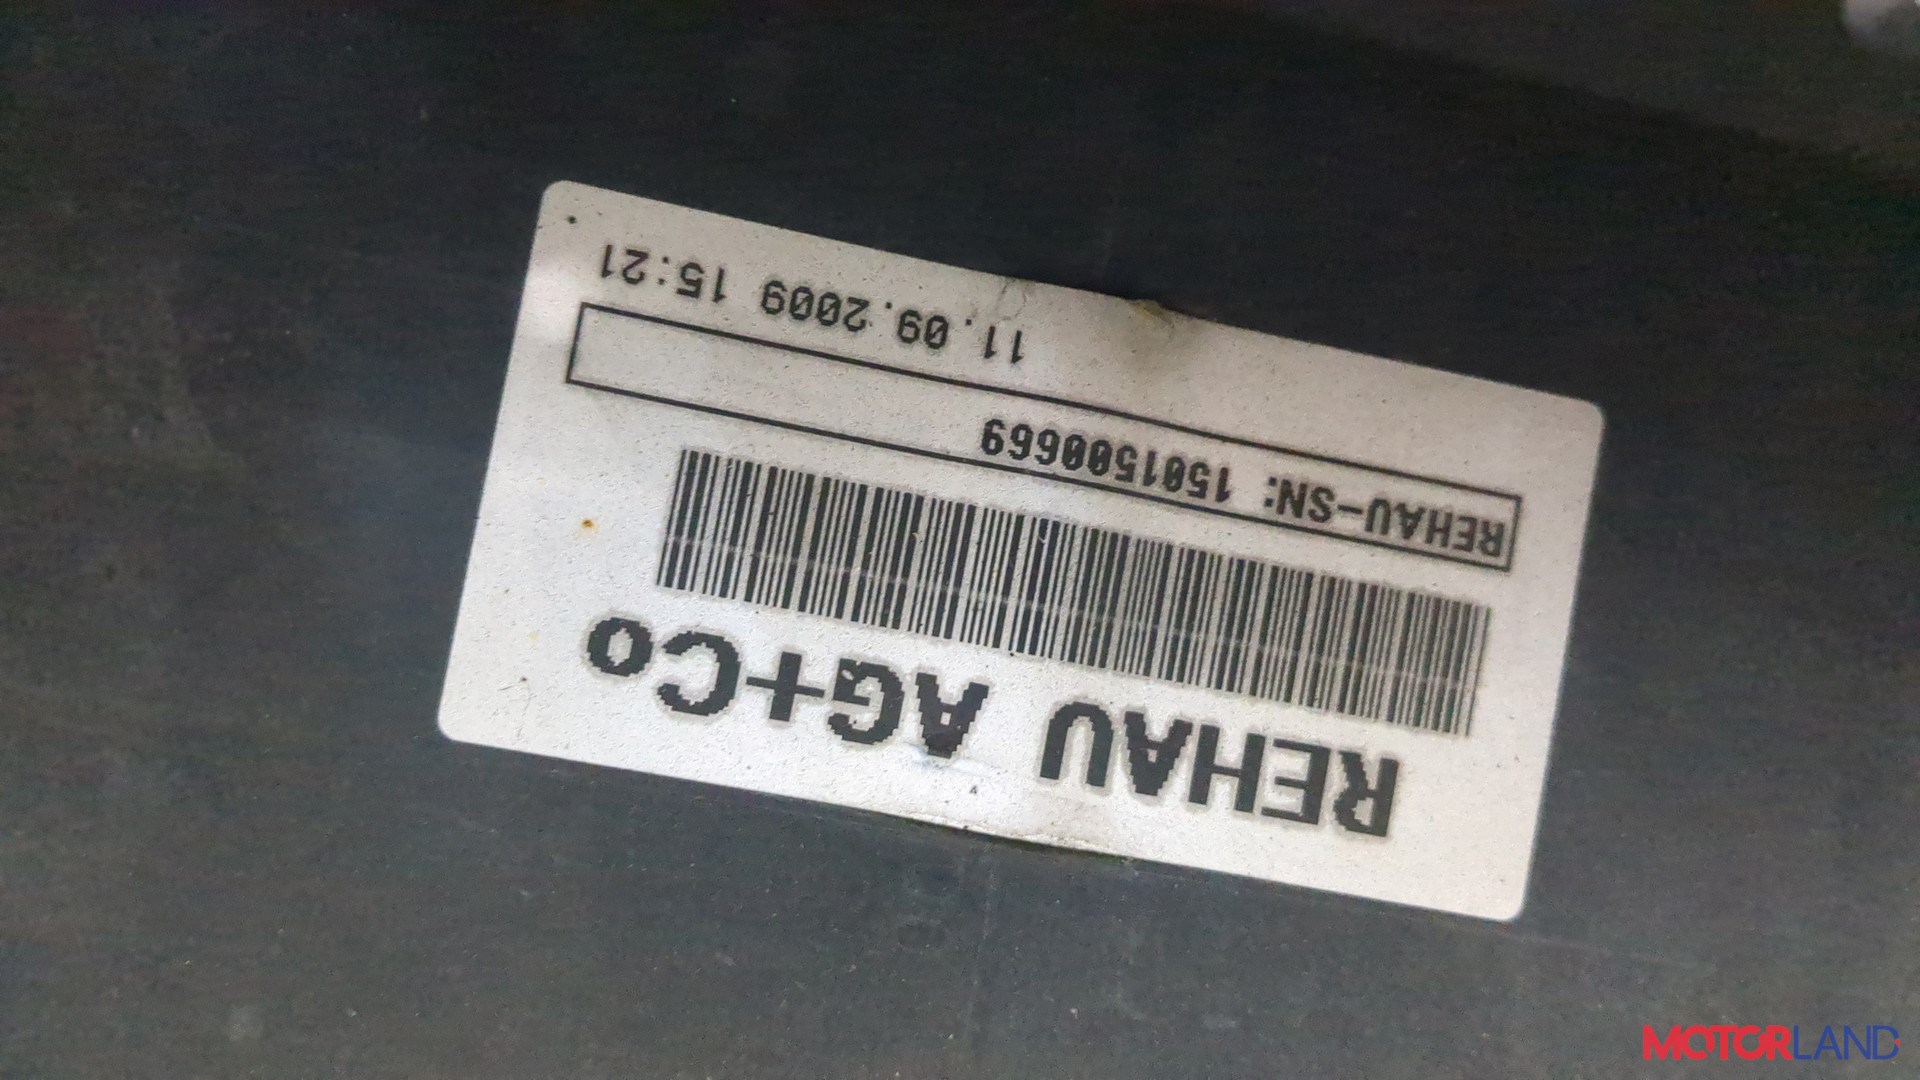 REHAU AG+Co
REHAU-SN: 1501500669
11.09.2009 15:21
MOTORLAND